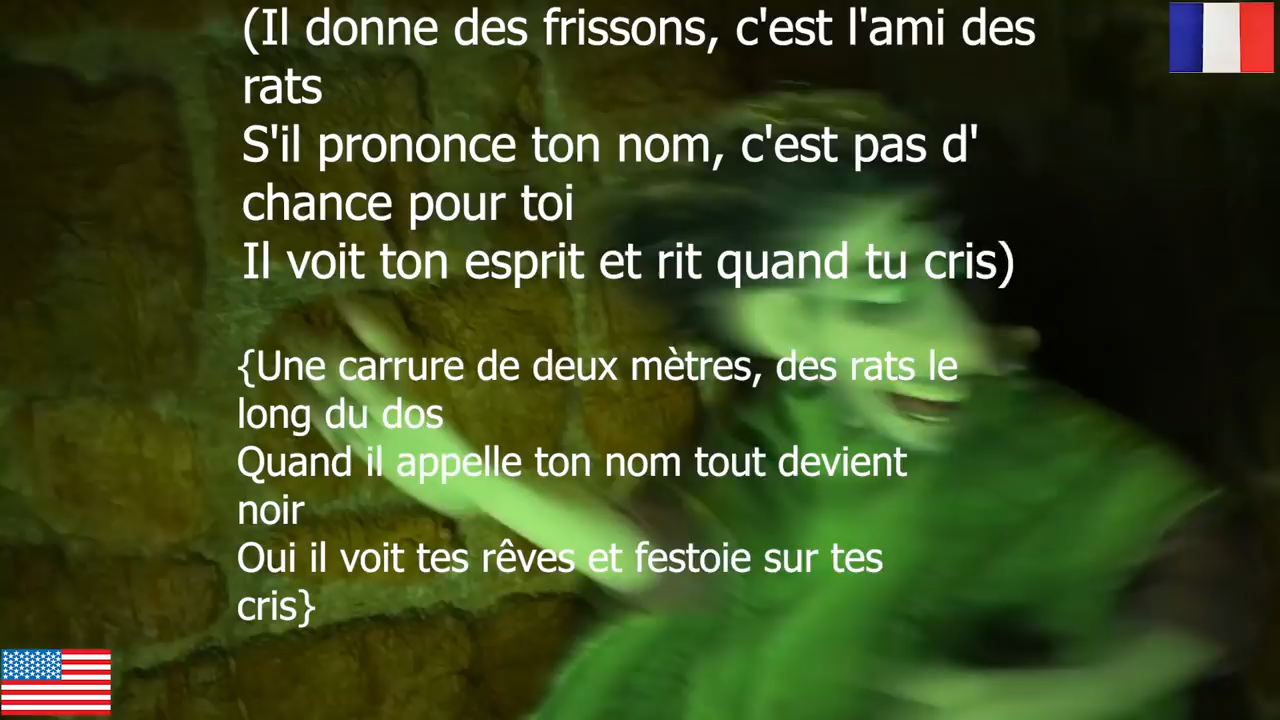 (Il donne des frissons, c'est l'ami des
rats
S'il prononce ton nom, c'est pas d'
chance pour toi
Il voit ton esprit et rit quand tu cris)
{Une carrure de deux mètres, des rats le
long du dos
Quand il appelle ton nom tout devient
noir
Oui il voit tes rêves et festoie sur tes
cris}